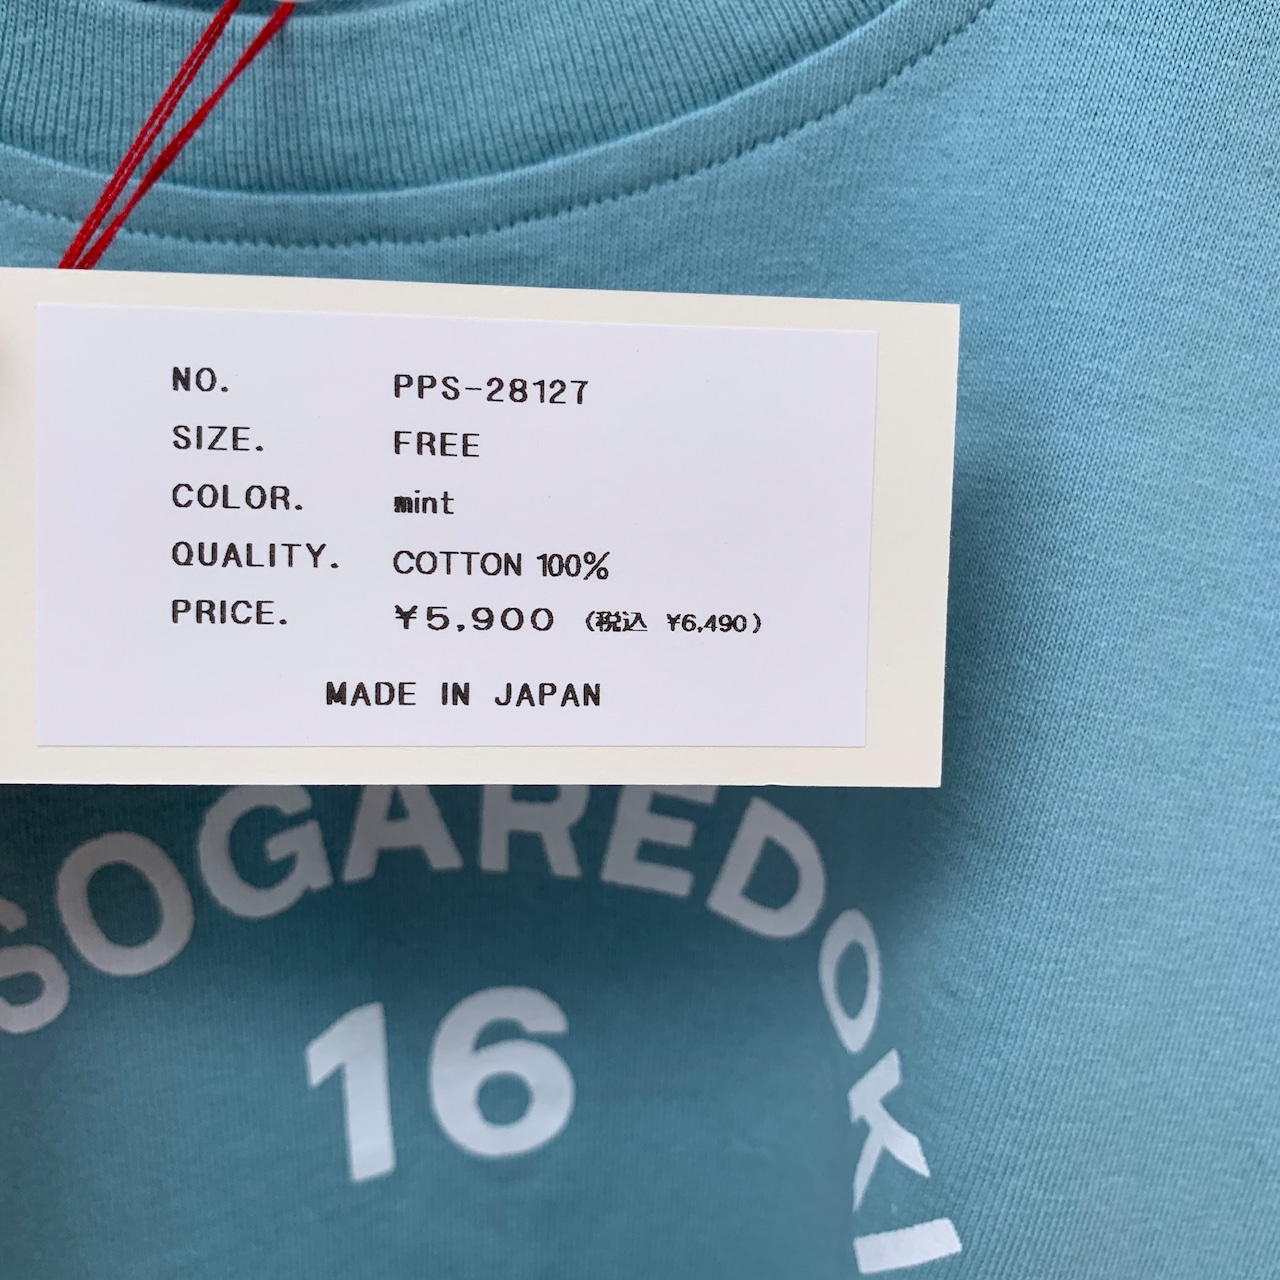 NO. PPS-28127
SIZE. FREE
COLOR. mint
QUALITY. COTTON 100%
PRICE. ¥5,900 (税込 ¥6,490)
MADE IN JAPAN
SOGAREDOKI
16